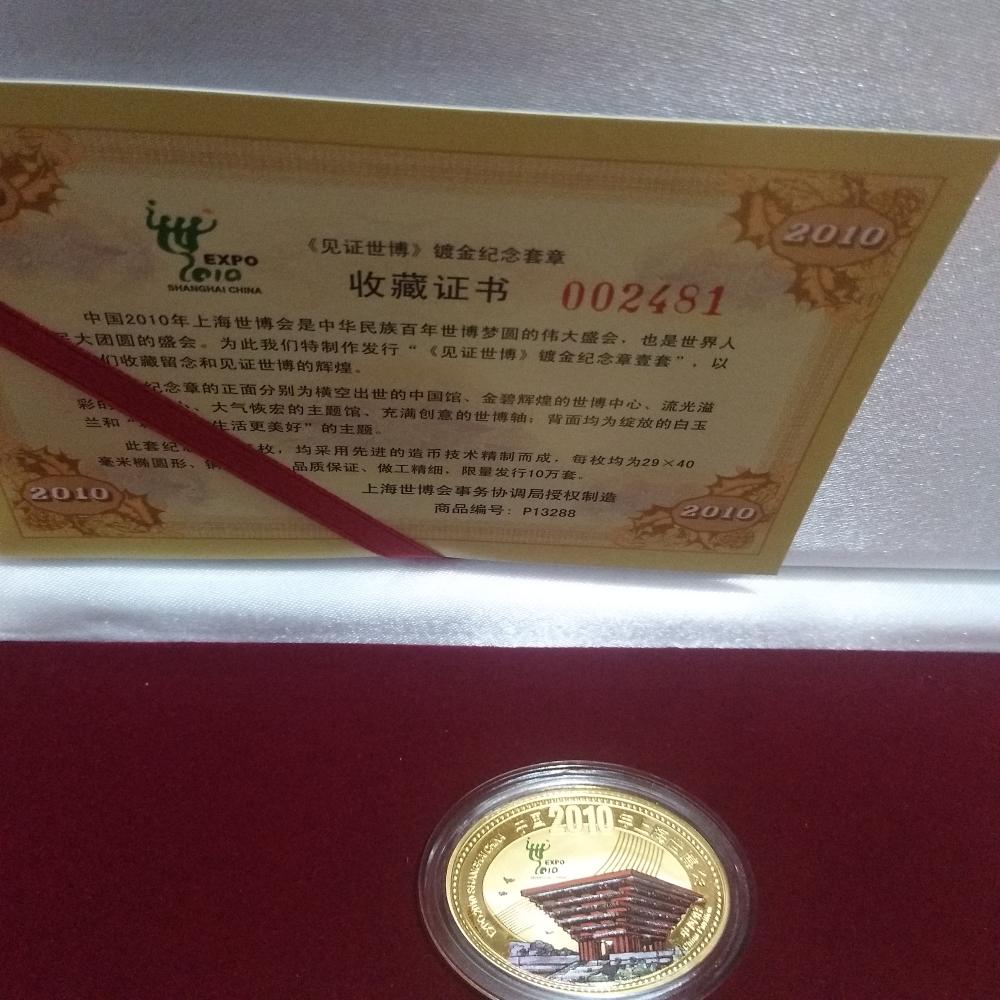 EXPO
2010
SHANGHAI CHINA
《见证世博》镀金纪念套章
收藏证书
002481
2010
中国2010年上海世博会是中华民族百年世博梦圆的伟大盛会，也是世界人
大团圆的盛会。为此我们特制作发行“《见证世博》镀金纪念章壹套”，以
们收藏留念和见证世博的辉煌。
纪念章的正面分别为横空出世的中国馆、金碧辉煌的世博中心、流光溢
彩的 、大气恢宏的主题馆、充满创意的世博轴；背面均为绽放的白玉
兰和“ 生活更美好”的主题。
此套纪 枚，均采用先进的造币技术精制而成，每枚均为29×40
毫米椭圆形、 品质保证、做工精细，限量发行10万套。
上海世博会事务协调局授权制造
商品编号：P13288
2010
2010
2010
EXPO
2010
EXPO 2010 SHANGHAI CHINA
中国馆